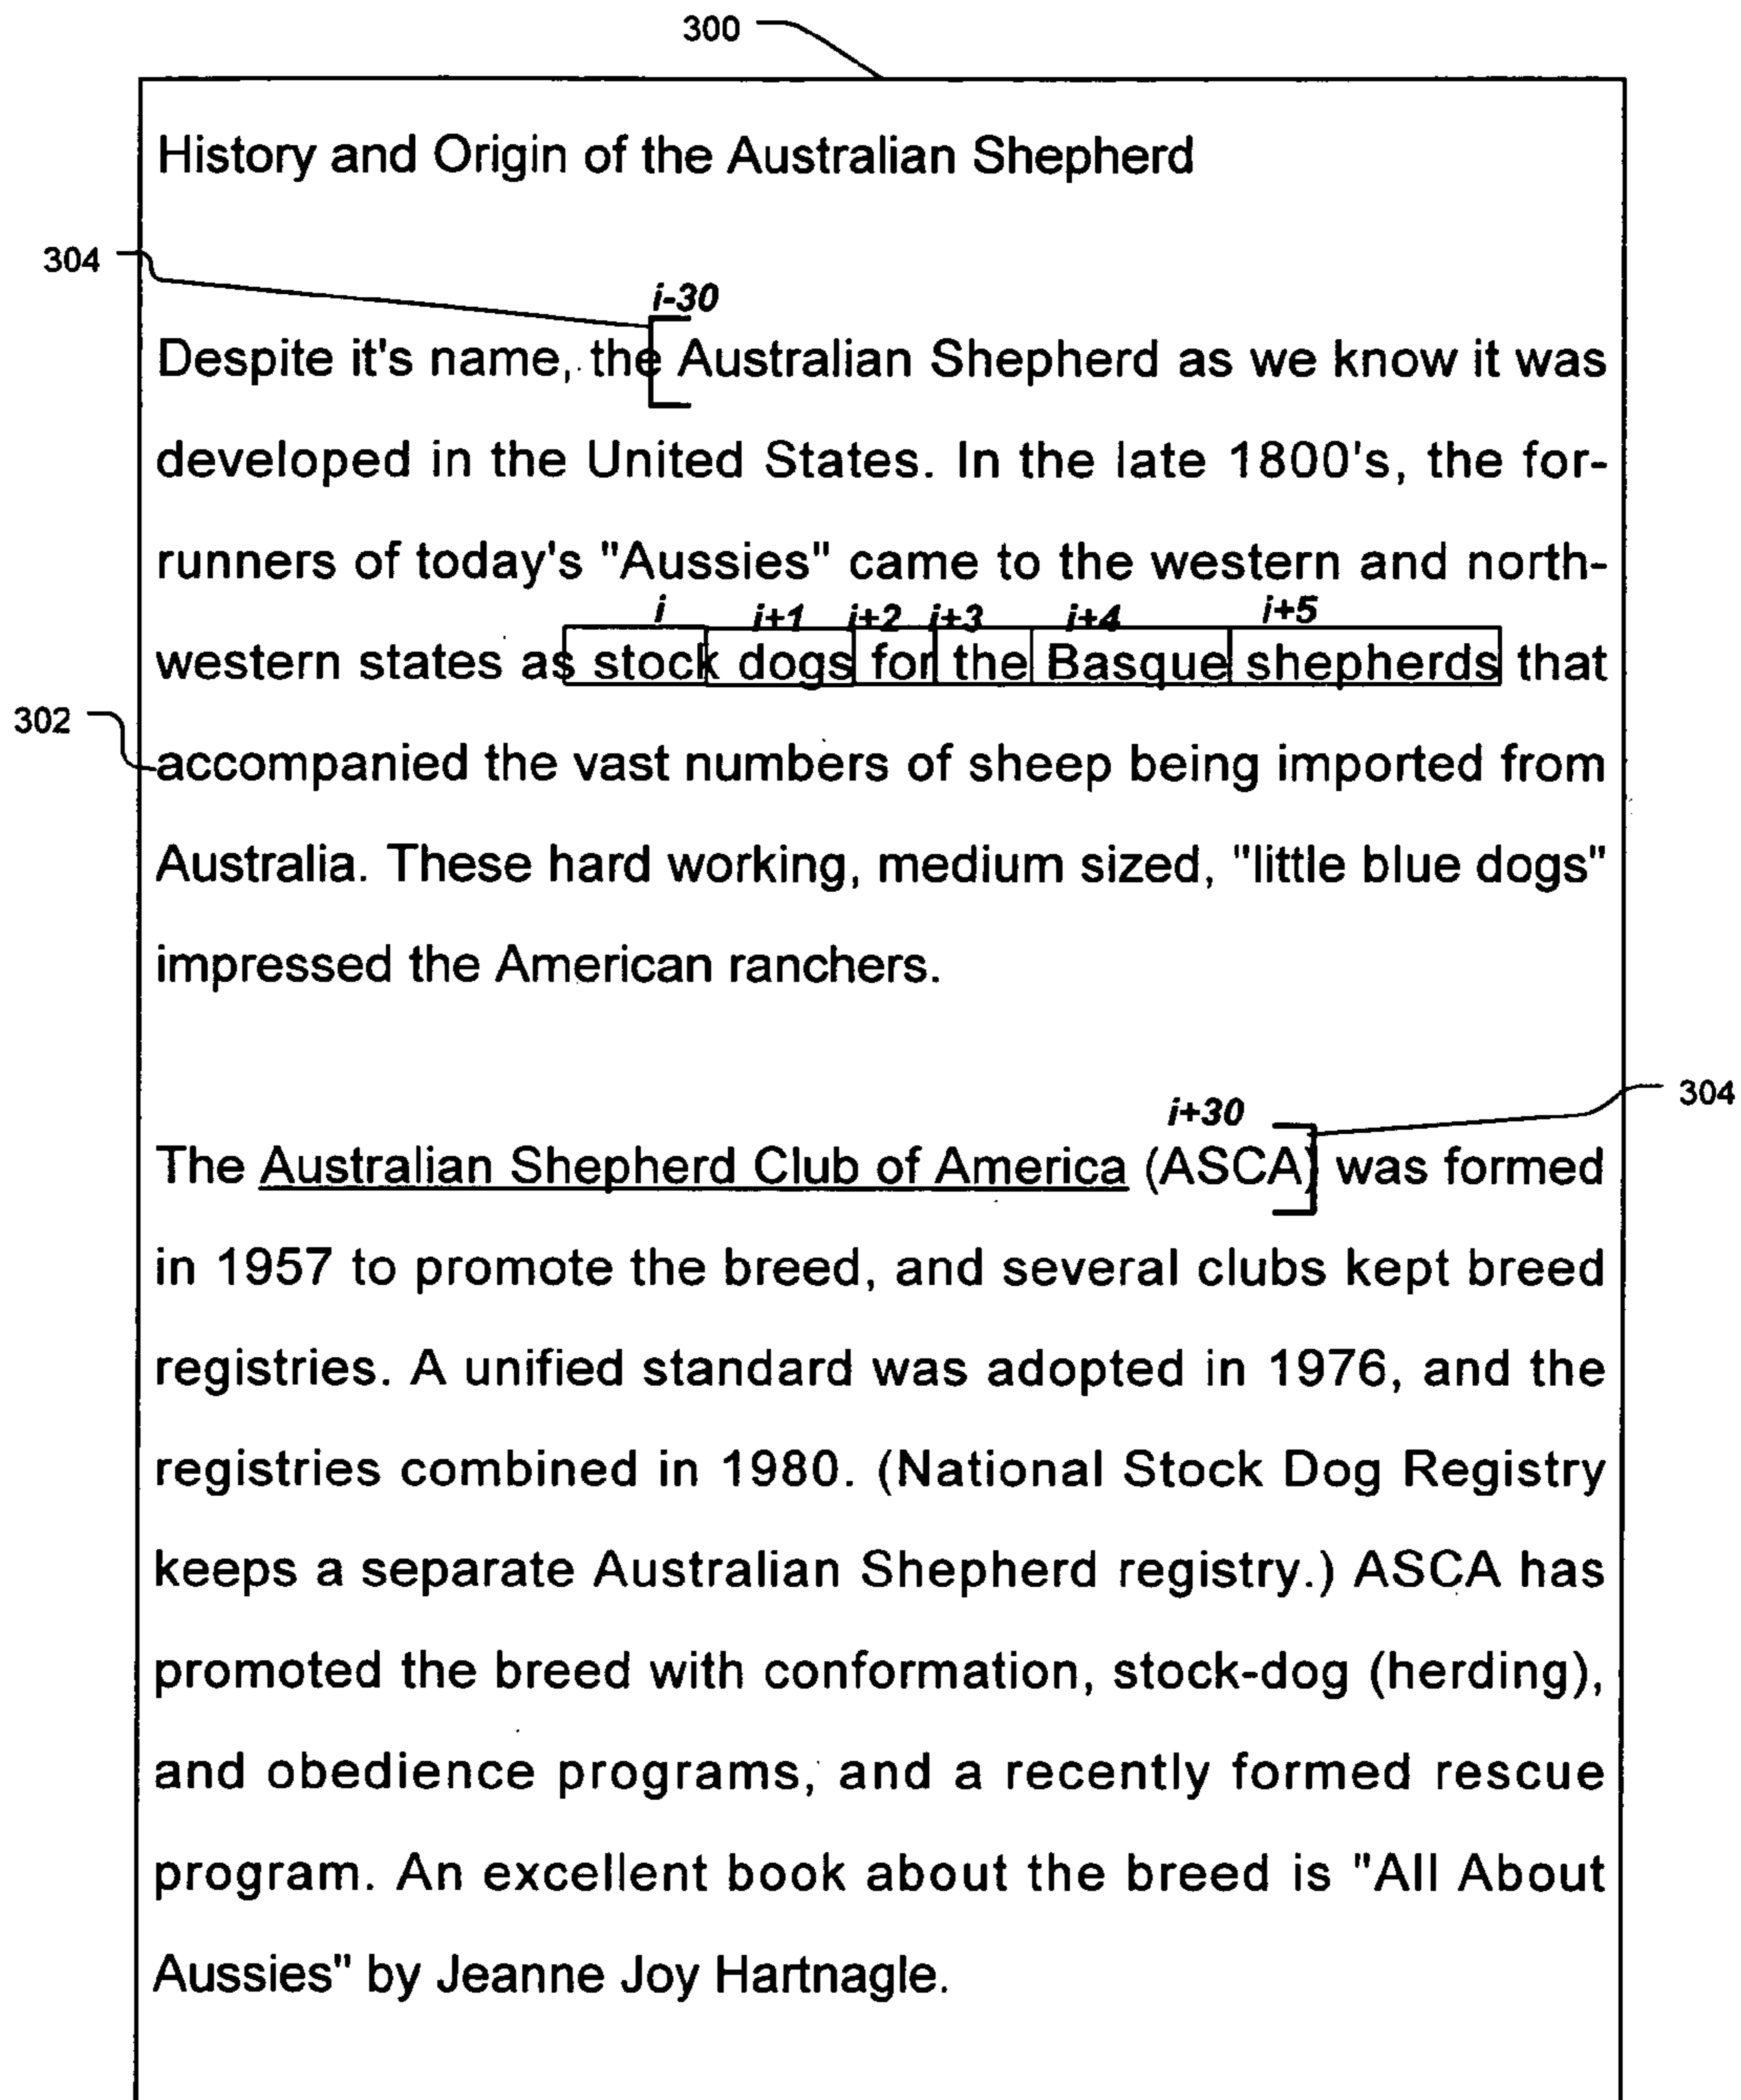 300
History and Origin of the Australian Shepherd
304
i-30
Despite it's name, the Australian Shepherd as we know it was
developed in the United States. In the late 1800's, the for-
runners of today's "Aussies" came to the western and north-
i i+1 i+2 i+3 i+4 i+5
western states as stock dogs for the Basque shepherds that
302
accompanied the vast numbers of sheep being imported from
Australia. These hard working, medium sized, "little blue dogs"
impressed the American ranchers.
304
i+30
The Australian Shepherd Club of America (ASCA) was formed
in 1957 to promote the breed, and several clubs kept breed
registries. A unified standard was adopted in 1976, and the
registries combined in 1980. (National Stock Dog Registry
keeps a separate Australian Shepherd registry.) ASCA has
promoted the breed with conformation, stock-dog (herding),
and obedience programs, and a recently formed rescue
program. An excellent book about the breed is "All About
Aussies" by Jeanne Joy Hartnagle.